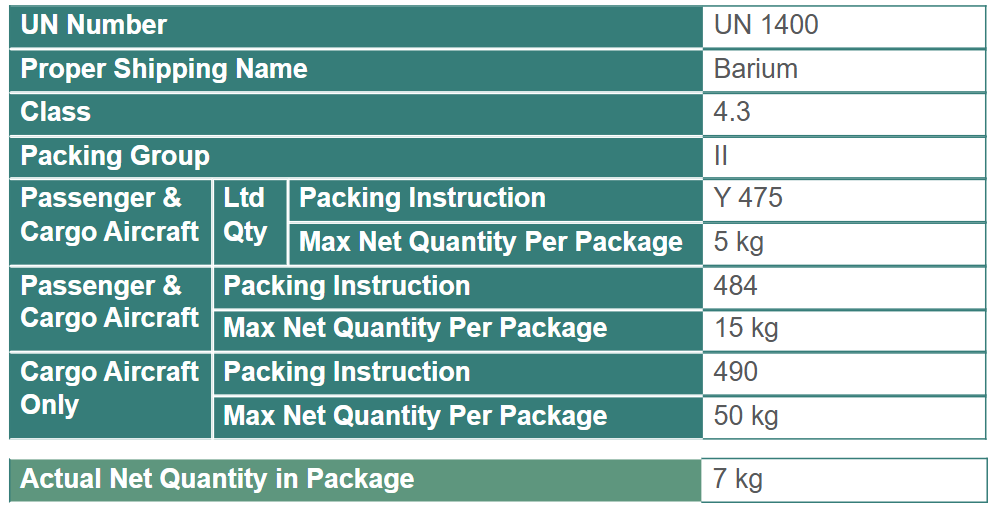 UN Number UN 1400
Proper Shipping Name Barium
Class 4.3
Packing Group II
Passenger & Cargo Aircraft Ltd Qty Packing Instruction Y 475
Max Net Quantity Per Package 5 kg
Passenger & Cargo Aircraft Packing Instruction 484
Max Net Quantity Per Package 15 kg
Cargo Aircraft Only Packing Instruction 490
Max Net Quantity Per Package 50 kg
Actual Net Quantity in Package 7 kg